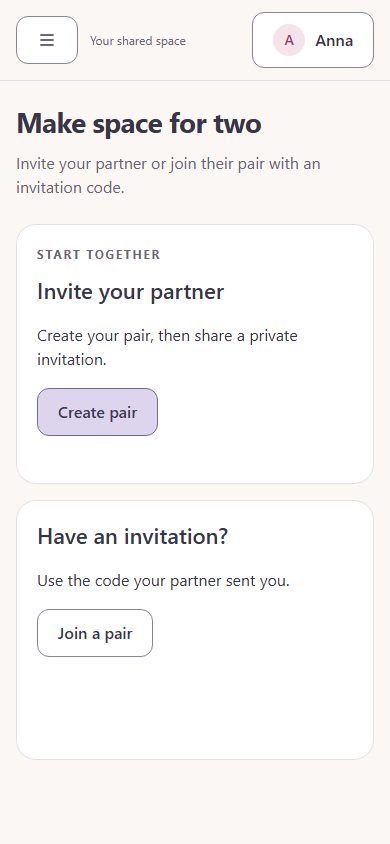 Your shared space
A Anna
Make space for two
Invite your partner or join their pair with an
invitation code.
START TOGETHER
Invite your partner
Create your pair, then share a private
invitation.
Create pair
Have an invitation?
Use the code your partner sent you.
Join a pair